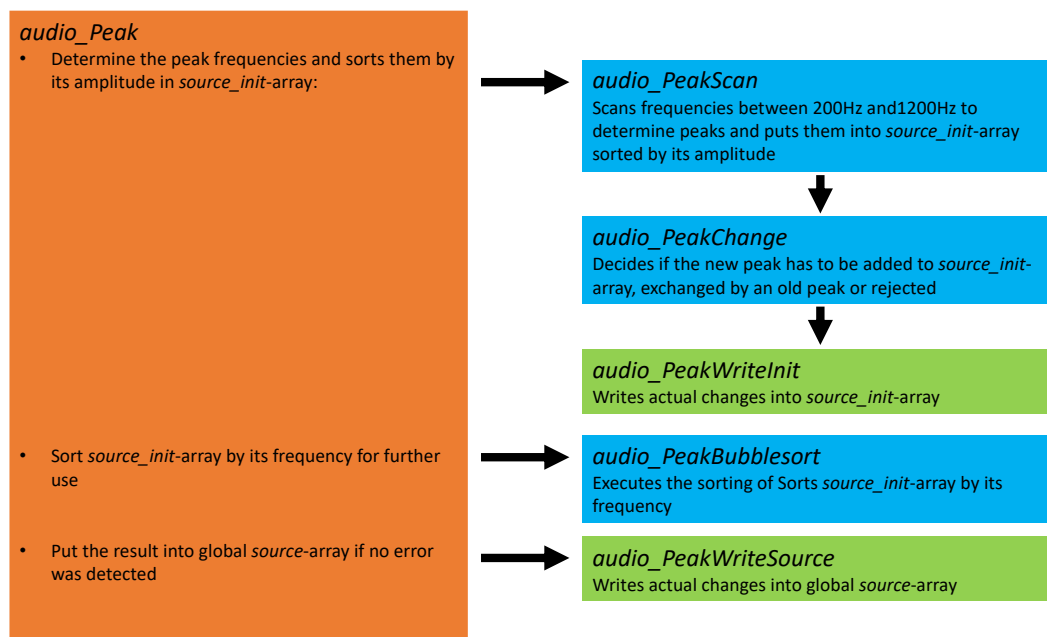 audio_Peak
• Determine the peak frequencies and sorts them by
its amplitude in source_init-array:
audio_PeakScan
Scans frequencies between 200Hz and1200Hz to
determine peaks and puts them into source_init-array
sorted by its amplitude
audio_PeakChange
Decides if the new peak has to be added to source_init-
array, exchanged by an old peak or rejected
audio_PeakWriteInit
Writes actual changes into source_init-array
• Sort source_init-array by its frequency for further
use
audio_PeakBubblesort
Executes the sorting of Sorts source_init-array by its
frequency
• Put the result into global source-array if no error
was detected
audio_PeakWriteSource
Writes actual changes into global source-array